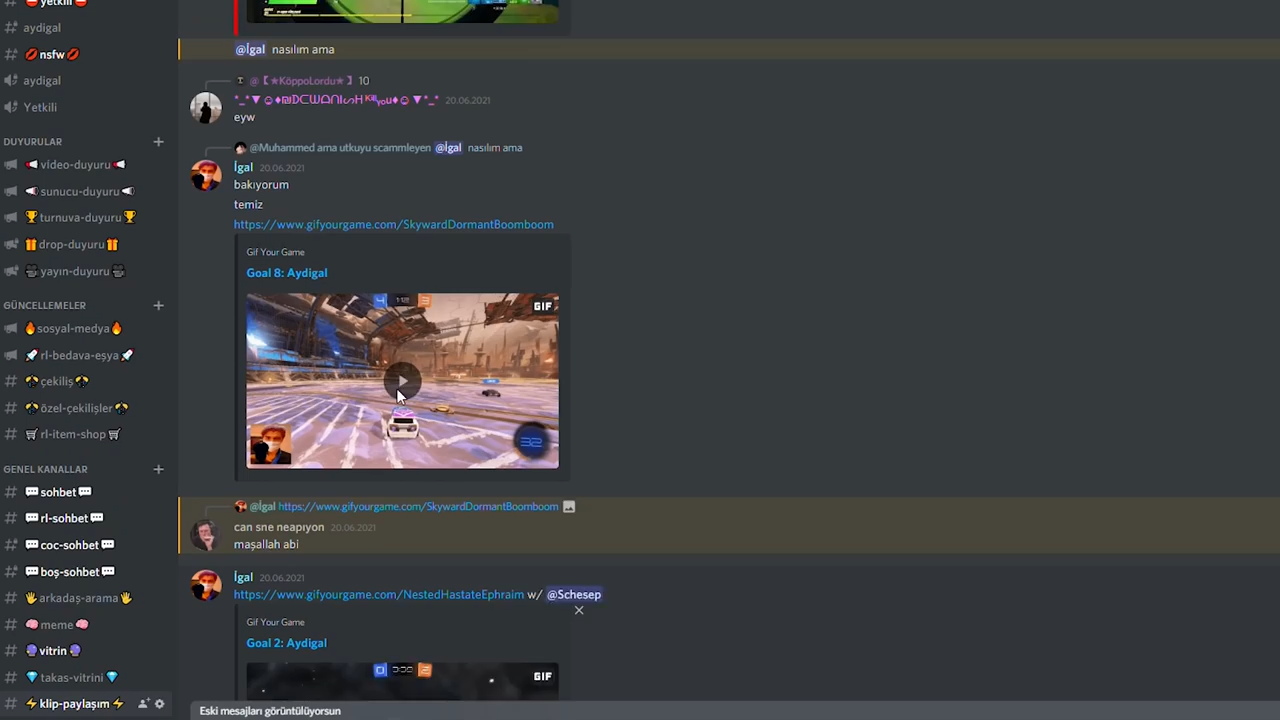 yetkili
aydigal
nsfw
aydigal
Yetkili
DUYURULAR
video-duyuru
sunucu-duyuru
turnuva-duyuru
drop-duyuru
yayın-duyuru
GÜNCELLEMELER
sosyal-medya
rl-bedava-eşya
çekiliş
özel-çekilişler
rl-item-shop
GENEL KANALLAR
sohbet
rl-sohbet
coc-sohbet
boş-sohbet
arkadaş-arama
meme
vitrin
takas-vitrini
klip-paylaşım
@İgal nasılım ama
@【★KöppoLordu★】 10
20.06.2021
eyw
@Muhammed ama utkuyu scammleyen @İgal nasılım ama
İgal 20.06.2021
bakıyorum
temiz
https://www.gifyourgame.com/SkywardDormantBoomboom
Gif Your Game
Goal 8: Aydigal
4 1:12 3
GIF
32
@İgal https://www.gifyourgame.com/SkywardDormantBoomboom
can sne neapıyon 20.06.2021
maşallah abi
İgal 20.06.2021
https://www.gifyourgame.com/NestedHastateEphraim w/ @Schesep
Gif Your Game
Goal 2: Aydigal
GIF
Eski mesajları görüntülüyorsun